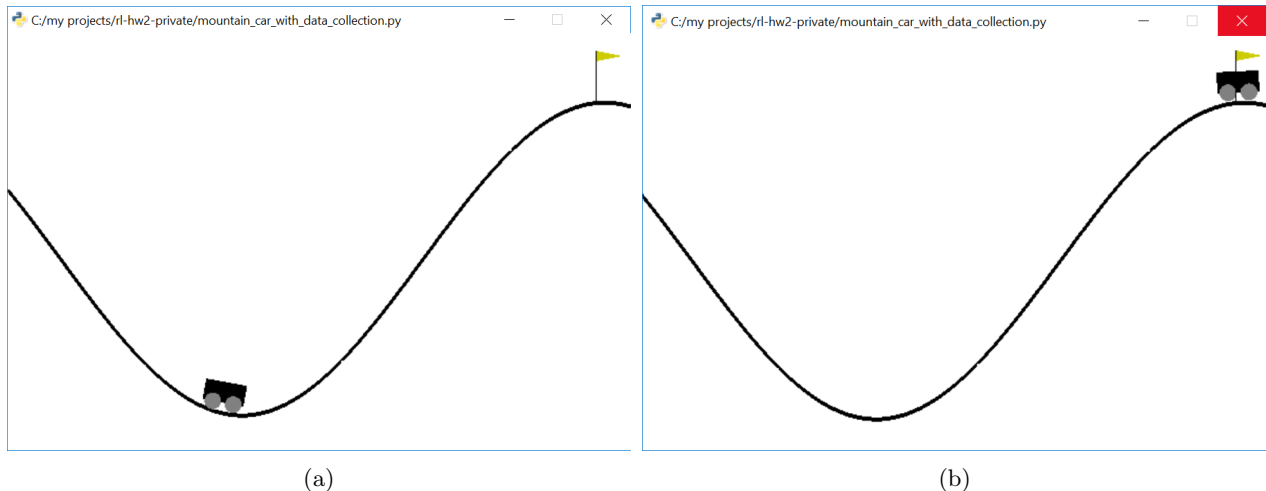 C:/my projects/rl-hw2-private/mountain_car_with_data_collection.py
C:/my projects/rl-hw2-private/mountain_car_with_data_collection.py
(a)
(b)